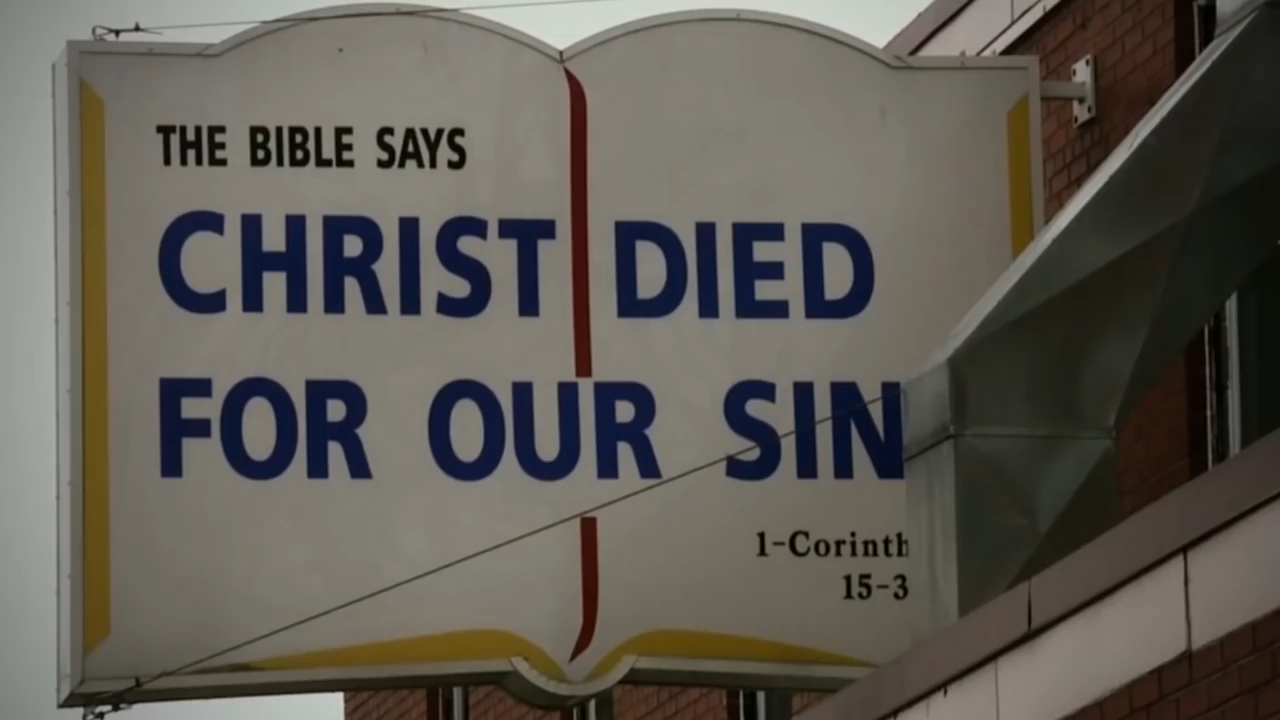 THE BIBLE SAYS
CHRIST DIED
FOR OUR SIN
1-Corinth
15-3